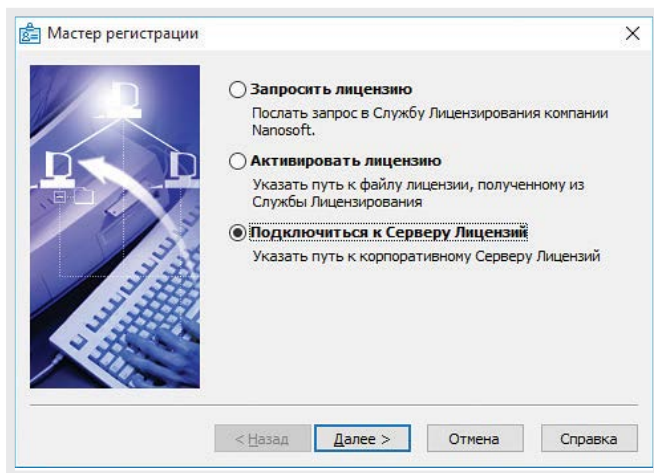 Мастер регистрации
Запросить лицензию
Послать запрос в Службу Лицензирования компании
Nanosoft.
Активировать лицензию
Указать путь к файлу лицензии, полученному из
Службы Лицензирования
Подключиться к Серверу Лицензий
Указать путь к корпоративному Серверу Лицензий
< Назад Далее > Отмена Справка